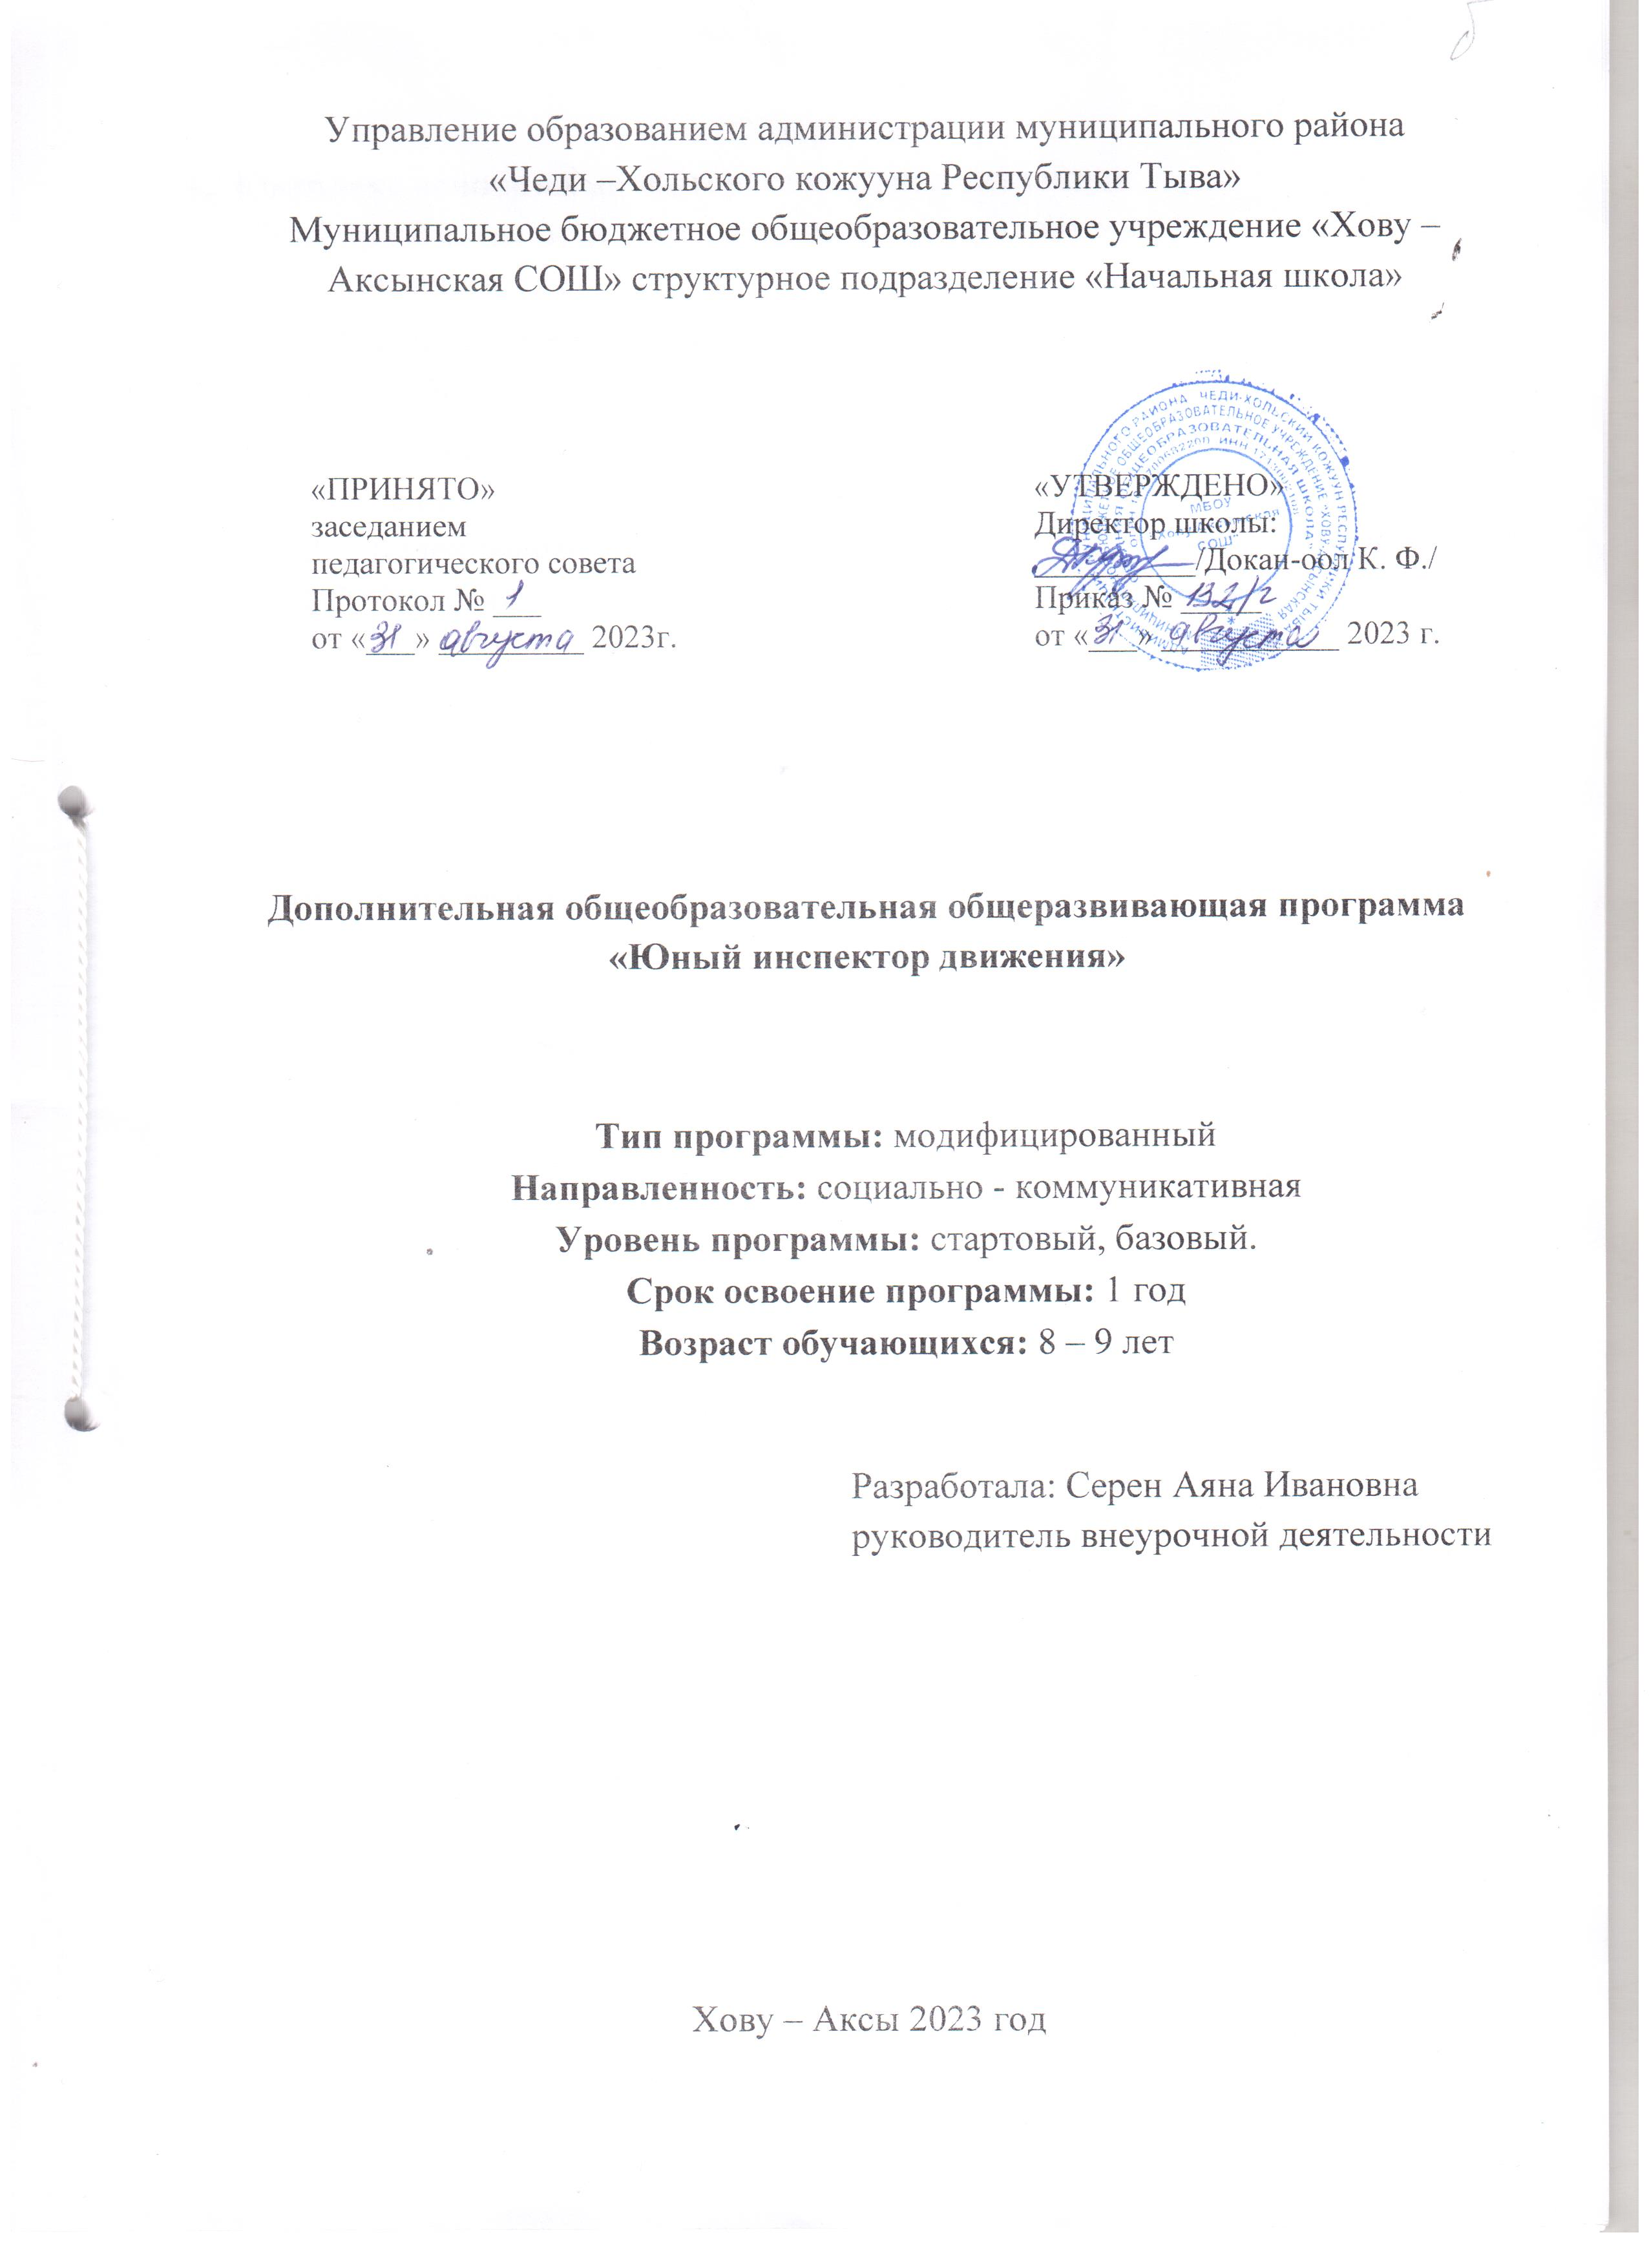 Управление образованием администрации муниципального района
«Чеди –Хольского кожууна Республики Тыва»
Муниципальное бюджетное общеобразовательное учреждение «Хову –
Аксынская СОШ» структурное подразделение «Начальная школа»
«ПРИНЯТО»
заседанием
педагогического совета
Протокол № 1
от «31» августа 2023г.
«УТВЕРЖДЕНО»
Директор школы:
/Докан-оол К. Ф./
Приказ №
от «31» августа 2023 г.
МБОУ
СОШ
Дополнительная общеобразовательная общеразвивающая программа
«Юный инспектор движения»
Тип программы: модифицированный
Направленность: социально - коммуникативная
Уровень программы: стартовый, базовый.
Срок освоение программы: 1 год
Возраст обучающихся: 8 – 9 лет
Разработала: Серен Аяна Ивановна
руководитель внеурочной деятельности
Хову – Аксы 2023 год